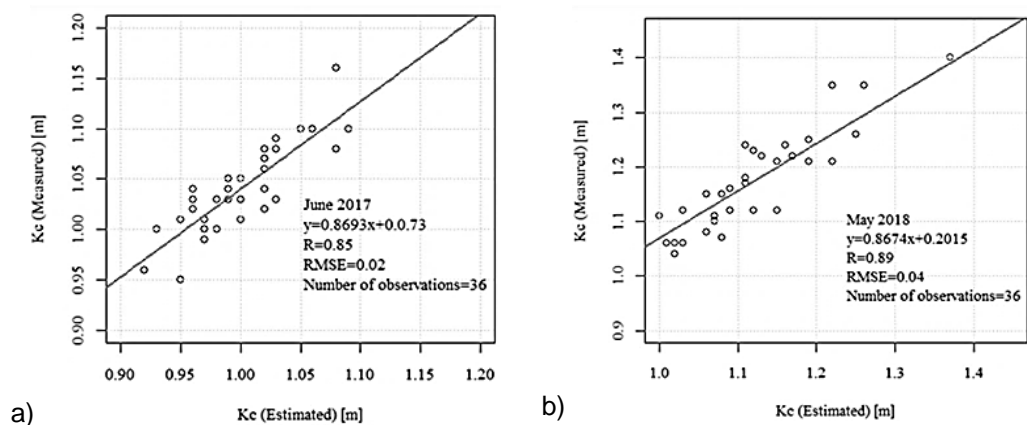 1.20
1.15
1.10
1.05
1.00
0.95
0.90
Kc (Measured) [m]
June 2017
y=0.8693x+0.0.73
R=0.85
RMSE=0.02
Number of observations=36
0.90 0.95 1.00 1.05 1.10 1.15 1.20
Kc (Estimated) [m]
a)
1.4
1.3
1.2
1.1
1.0
0.9
Kc (Measured) [m]
May 2018
y=0.8674x+0.2015
R=0.89
RMSE=0.04
Number of observations=36
1.0 1.1 1.2 1.3 1.4
Kc (Estimated) [m]
b)